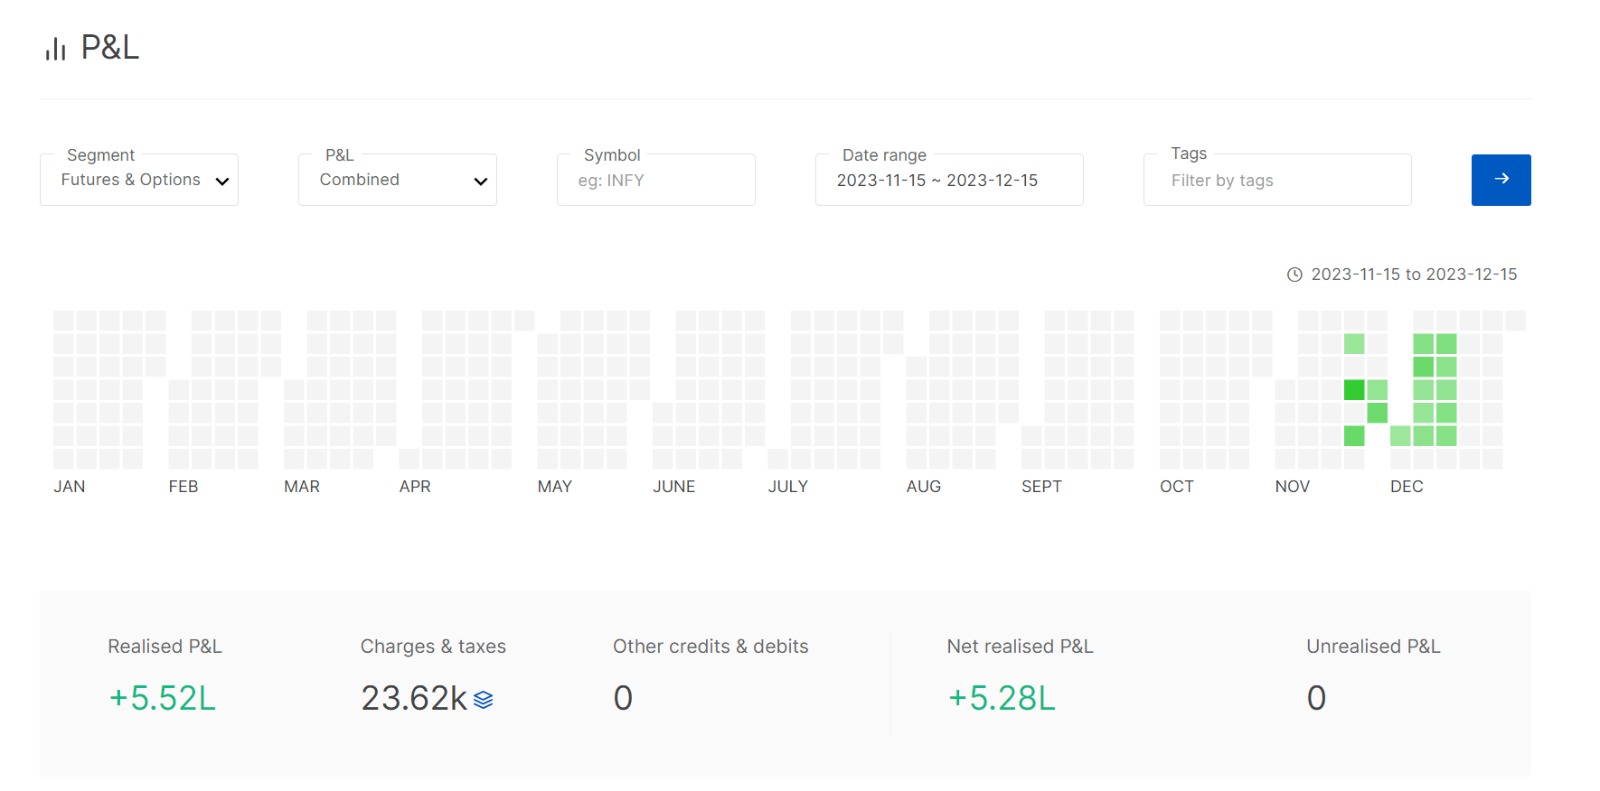 P&L
Segment
P&L
Symbol
Date range
Tags
Futures & Options
Combined
eg: INFY
2023-11-15 ~ 2023-12-15
Filter by tags
2023-11-15 to 2023-12-15
JAN FEB MAR APR MAY JUNE JULY AUG SEPT OCT NOV DEC
Realised P&L
Charges & taxes
Other credits & debits
Net realised P&L
Unrealised P&L
+5.52L
23.62k
0
+5.28L
0